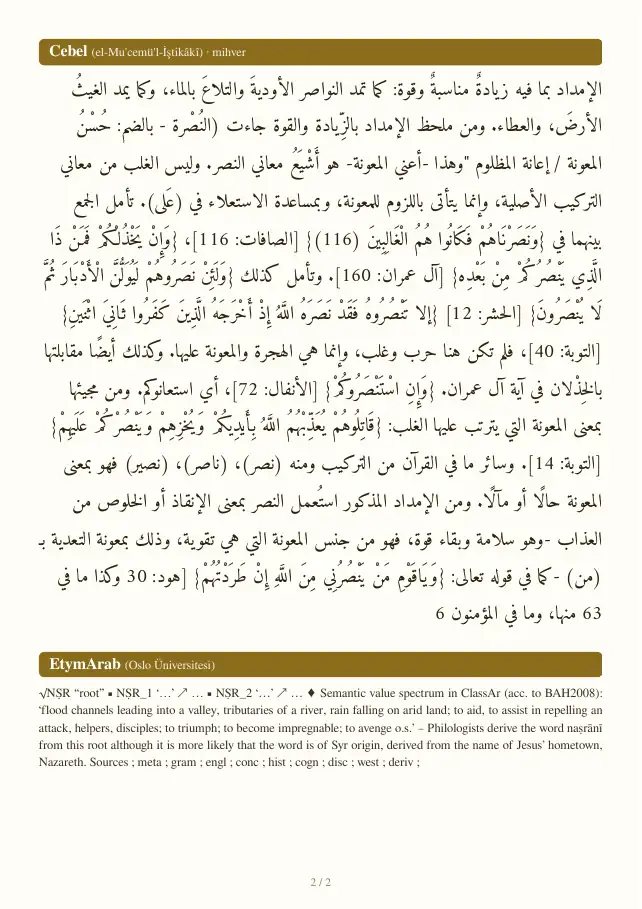 Cebel (el-Mu'cemü'l-İştikâkî) · mihver
الإمداد بما فيه زيادةٌ مناسبةٌ وقوة: كما تمد النواصر الأوديةَ والتلاعَ بالماء، وكما يمد الغيثُ
الأرضَ، والعطاء. ومن ملحظ الإمداد بالزِّيادة والقوة جاءت (النُصْرة - بالضم: حُسْنُ
المعونة / إعانة المظلوم "وهذا -أعني المعونة- هو أَشْيَعُ معاني النصر. وليس الغلب من معاني
التركيب الأصلية، وإنما يتأتى باللزوم للمعونة، وبمساعدة الاستعلاء في (عَلى). تأمل الجمع
بينهما في {وَنَصَرْنَاهُمْ فَكَانُوا هُمُ الْغَالِبِينَ (116)} [الصافات: 116]، {وَإِنْ يَخْذُلْكُمْ فَمَنْ ذَا
الَّذِي يَنْصُرُكُمْ مِنْ بَعْدِه} [آل عمران: 160]. وتأمل كذلك {وَلَئِنْ نَصَرُوهُمْ لَيُوَلُّنَّ الْأَدْبَارَ ثُمَّ
لَا يُنْصَرُونَ} [الحشر: 12] {إلا تَنْصُرُوهُ فَقَدْ نَصَرَهُ اللَّهُ إِذْ أَخْرَجَهُ الَّذِينَ كَفَرُوا ثَانِيَ اثْنَيْنِ}
[التوبة: 40]، فلم تكن هنا حرب وغلب، وإنما هي الهجرة والمعونة عليها. وكذلك أيضًا مقابلتها
بالخِذْلان في آية آل عمران. {وَإِنِ اسْتَنْصَرُوكُمْ} [الأنفال: 72]، أي استعانوكم. ومن مجيئها
بمعنى المعونة التي يترتب عليها الغلب: {قَاتِلُوهُمْ يُعَذِّبْهُمُ اللَّهُ بِأَيْدِيكُمْ وَيُخْزِهِمْ وَيَنْصُرْكُمْ عَلَيْهِمْ}
[التوبة: 14]. وسائر ما في القرآن من التركيب ومنه (نصر)، (ناصر)، (نصير) فهو بمعنى
المعونة حالًا أو مآلًا. ومن الإمداد المذكور استُعمل النصر بمعنى الإنقاذ أو الخلوص من
العذاب -وهو سلامة وبقاء قوة، فهو من جنس المعونة التي هي تقوية، وذلك بمعونة التعدية بـ
(من) -كما في قوله تعالى: {وَيَاقَوْمِ مَنْ يَنْصُرُنِي مِنَ اللَّهِ إِنْ طَرَدْتُهُمْ} [هود: 30 وكذا ما في
63 منها، وما في المؤمنون 6
EtymArab (Oslo Üniversitesi)
√NṢR “root” ▪ NṢR_1 ‘…’ ↗ … ▪ NṢR_2 ‘…’ ↗ … ♦ Semantic value spectrum in ClassAr (acc. to BAH2008):
‘flood channels leading into a valley, tributaries of a river, rain falling on arid land; to aid, to assist in repelling an
attack, helpers, disciples; to triumph; to become impregnable; to avenge o.s.’ – Philologists derive the word naṣrānī
from this root although it is more likely that the word is of Syr origin, derived from the name of Jesus’ hometown,
Nazareth. Sources ; meta ; gram ; engl ; conc ; hist ; cogn ; disc ; west ; deriv ;
2 / 2